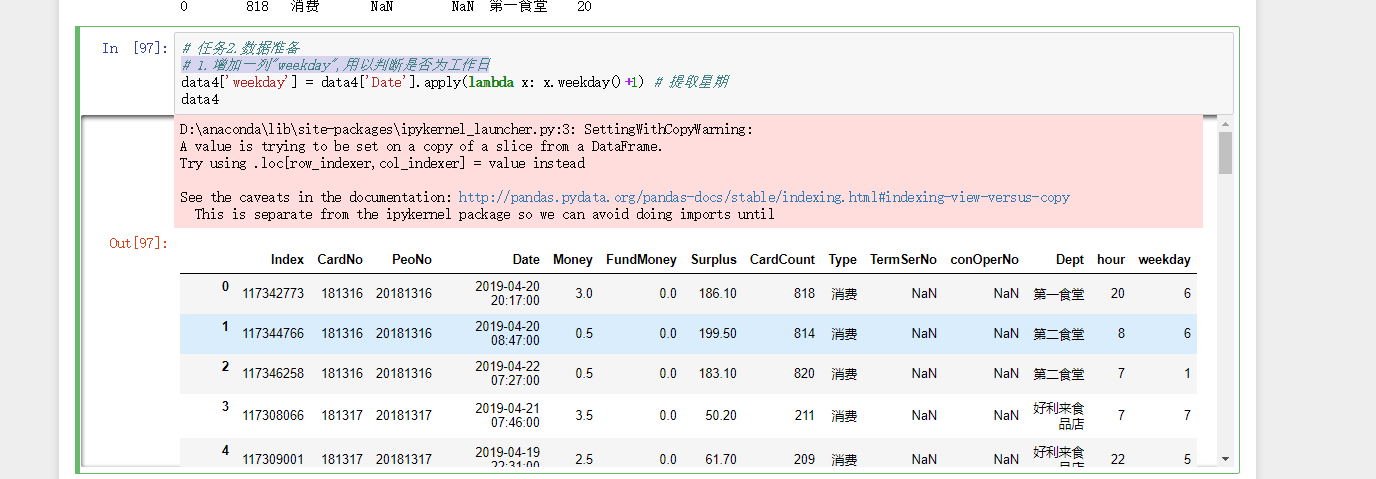 0 818 消费 NaN NaN 第一食堂 20
In [97]: # 任务2.数据准备
# 1.增加一列"weekday",用以判断是否为工作日
data4['weekday'] = data4['Date'].apply(lambda x: x.weekday()+1) # 提取星期
data4
D:\anaconda\lib\site-packages\ipykernel_launcher.py:3: SettingWithCopyWarning:
A value is trying to be set on a copy of a slice from a DataFrame.
Try using .loc[row_indexer,col_indexer] = value instead
See the caveats in the documentation: http://pandas.pydata.org/pandas-docs/stable/indexing.html#indexing-view-versus-copy
This is separate from the ipykernel package so we can avoid doing imports until
Out[97]:
Index CardNo PeoNo Date Money FundMoney Surplus CardCount Type TermSerNo conOperNo Dept hour weekday
0 117342773 181316 20181316 2019-04-20 20:17:00 3.0 0.0 186.10 818 消费 NaN NaN 第一食堂 20 6
1 117344766 181316 20181316 2019-04-20 08:47:00 0.5 0.0 199.50 814 消费 NaN NaN 第二食堂 8 6
2 117346258 181316 20181316 2019-04-22 07:27:00 0.5 0.0 183.10 820 消费 NaN NaN 第二食堂 7 1
3 117308066 181317 20181317 2019-04-21 07:46:00 3.5 0.0 50.20 211 消费 NaN NaN 好利来食品店 7 7
4 117309001 181317 20181317 2019-04-19 22:31:00 2.5 0.0 61.70 209 消费 NaN NaN 好利来食品店 22 5